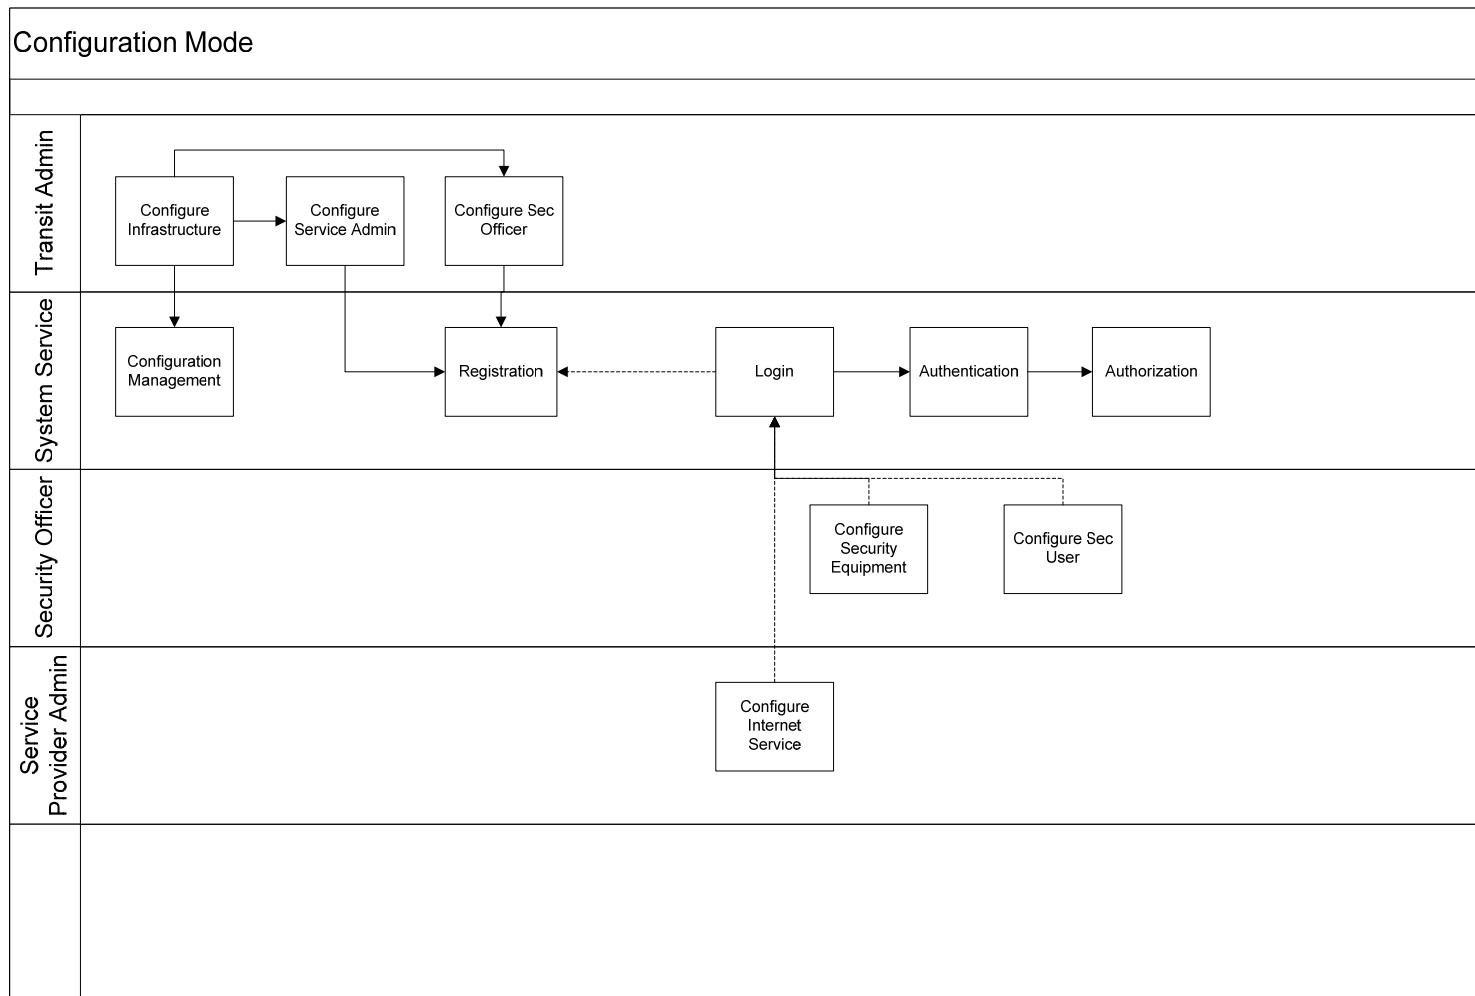 Configuration Mode
Transit Admin
Configure
Infrastructure
Configure
Service Admin
Configure Sec
Officer
System Service
Configuration
Management
Registration
Login
Authentication
Authorization
Security Officer
Configure
Security
Equipment
Configure Sec
User
Service
Provider Admin
Configure
Internet
Service